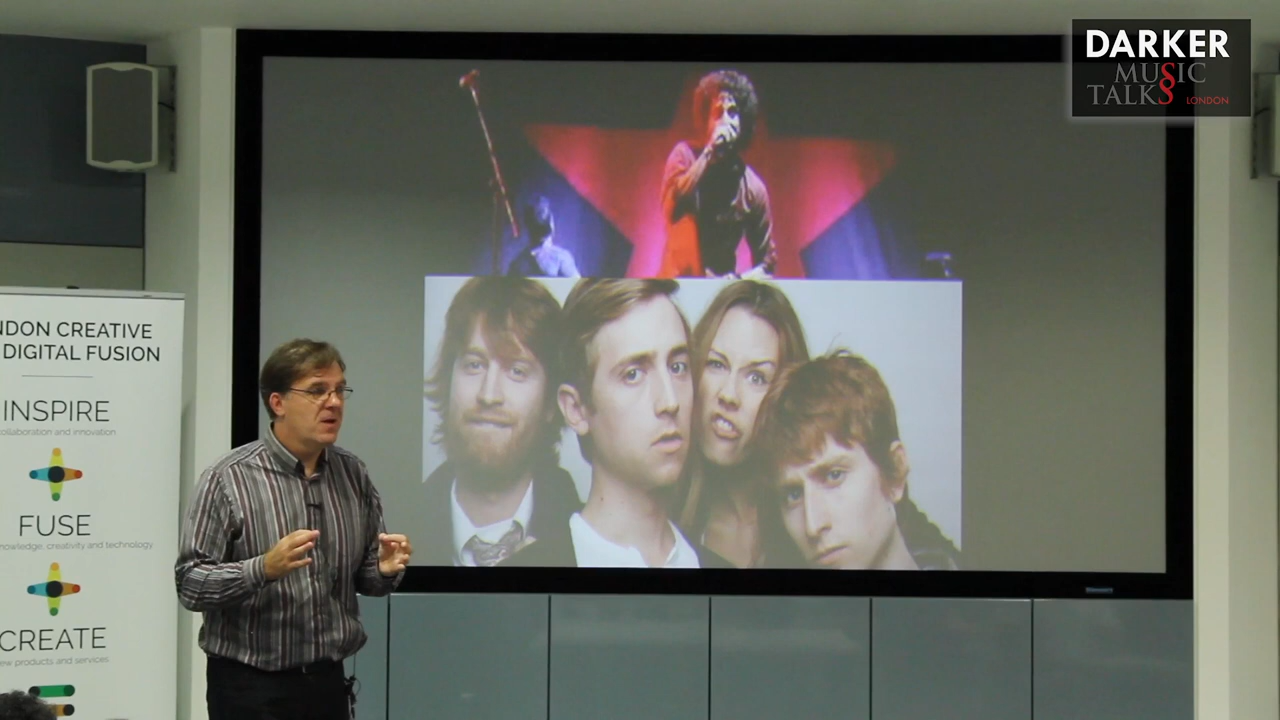 DARKER
MUSIC
TALKS LONDON
NDON CREATIVE
DIGITAL FUSION
INSPIRE
collaboration and innovation
FUSE
knowledge, creativity and technology
CREATE
ew products and services